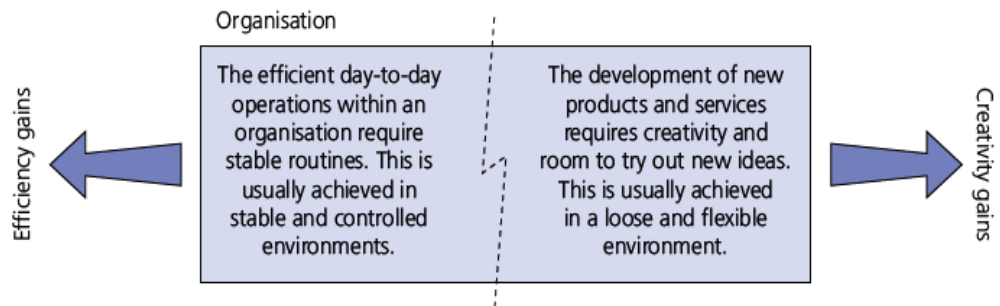 Organisation
Efficiency gains
The efficient day-to-day
operations within an
organisation require
stable routines. This is
usually achieved in
stable and controlled
environments.
The development of new
products and services
requires creativity and
room to try out new ideas.
This is usually achieved
in a loose and flexible
environment.
Creativity gains